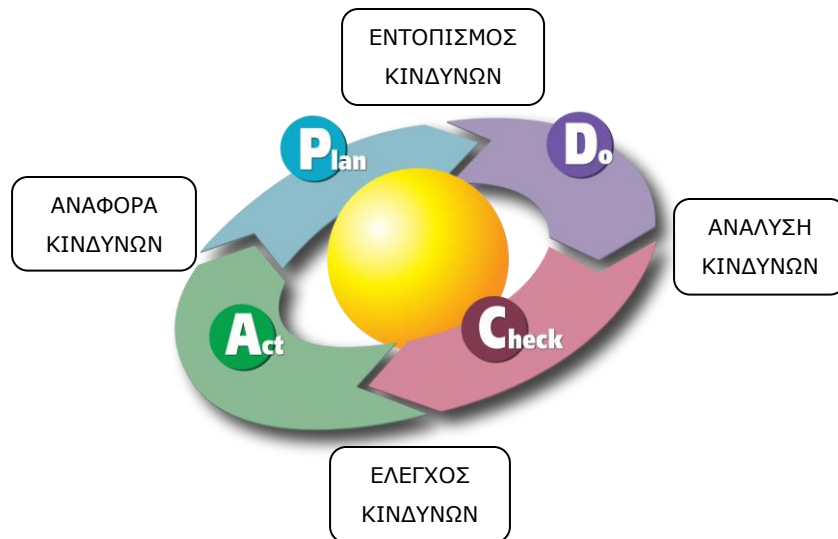 ΕΝΤΟΠΙΣΜΟΣ
ΚΙΝΔΥΝΩΝ
Plan
Do
ΑΝΑΦΟΡΑ
ΚΙΝΔΥΝΩΝ
ΑΝΑΛΥΣΗ
ΚΙΝΔΥΝΩΝ
Act
Check
ΕΛΕΓΧΟΣ
ΚΙΝΔΥΝΩΝ